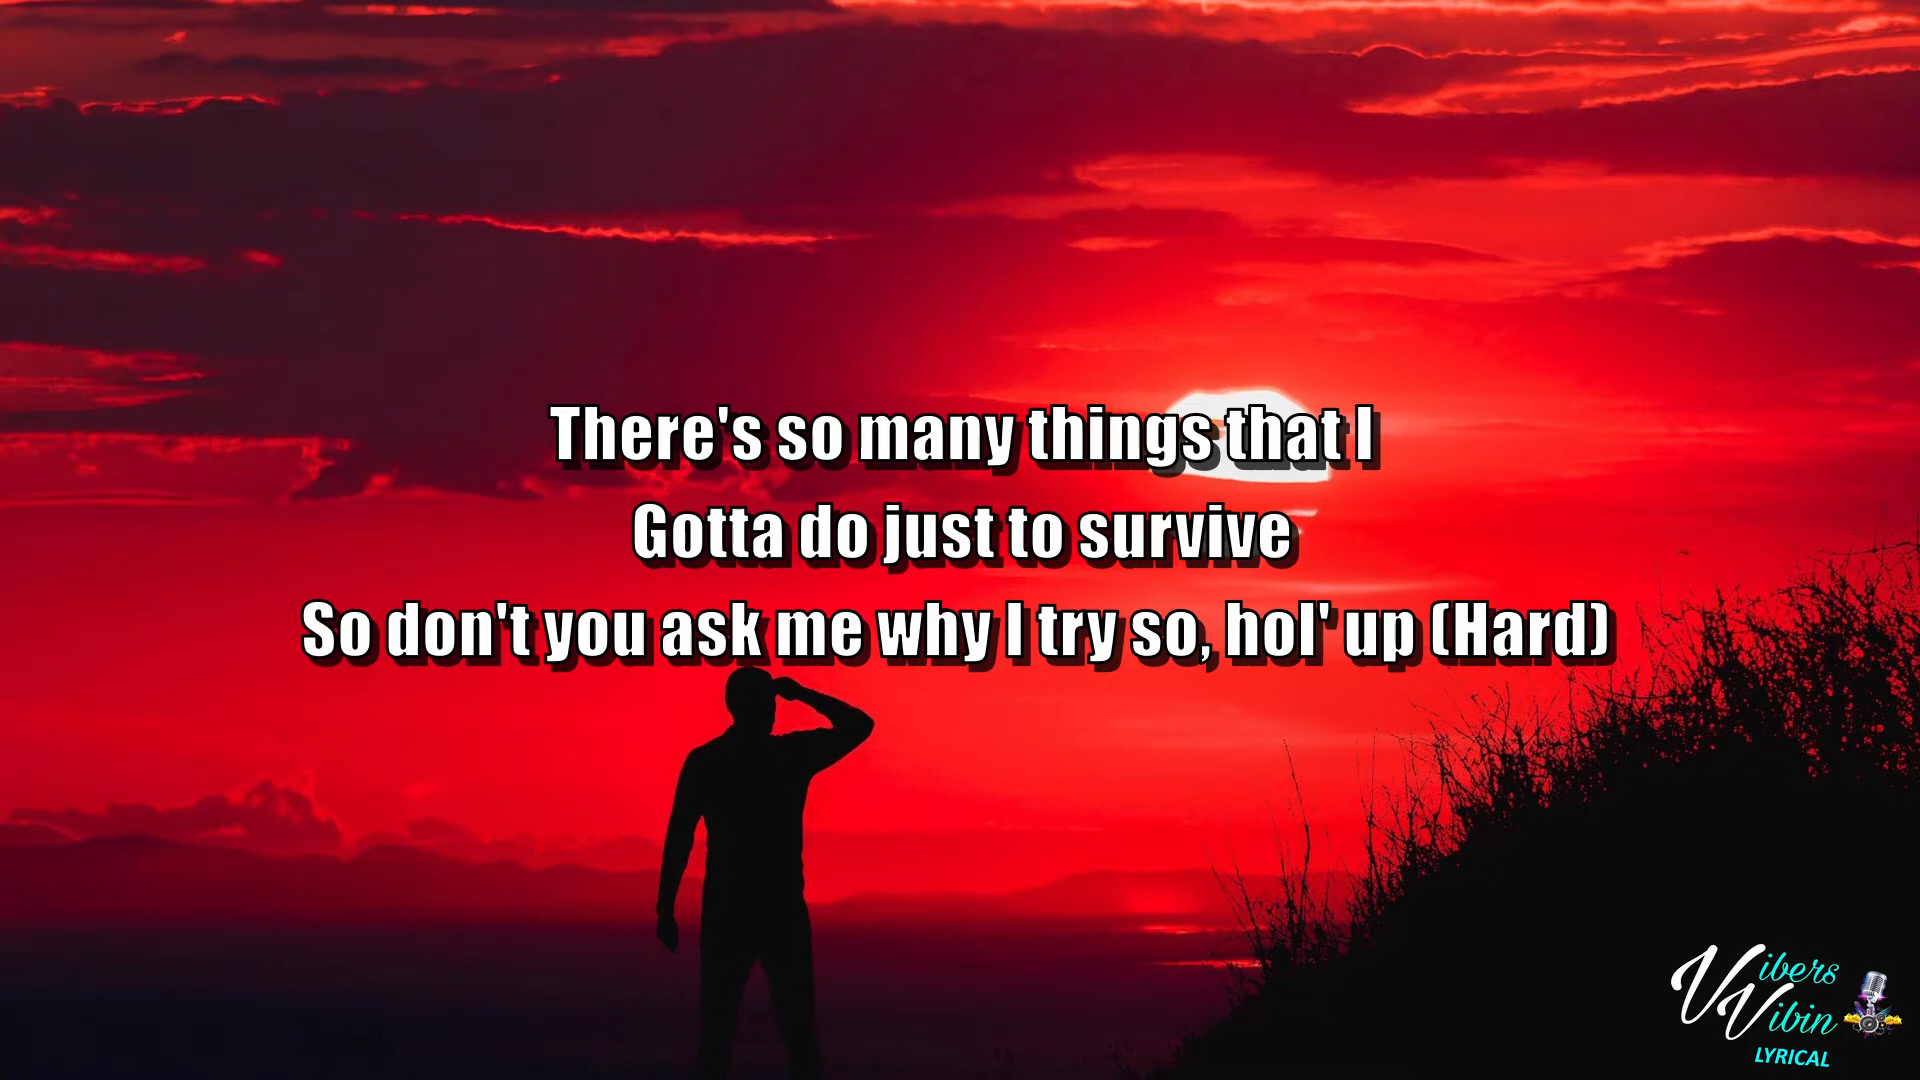 There's so many things that I
Gotta do just to survive
So don't you ask me why I try so, hol' up (Hard)
Vibers
Vibin
LYRICAL